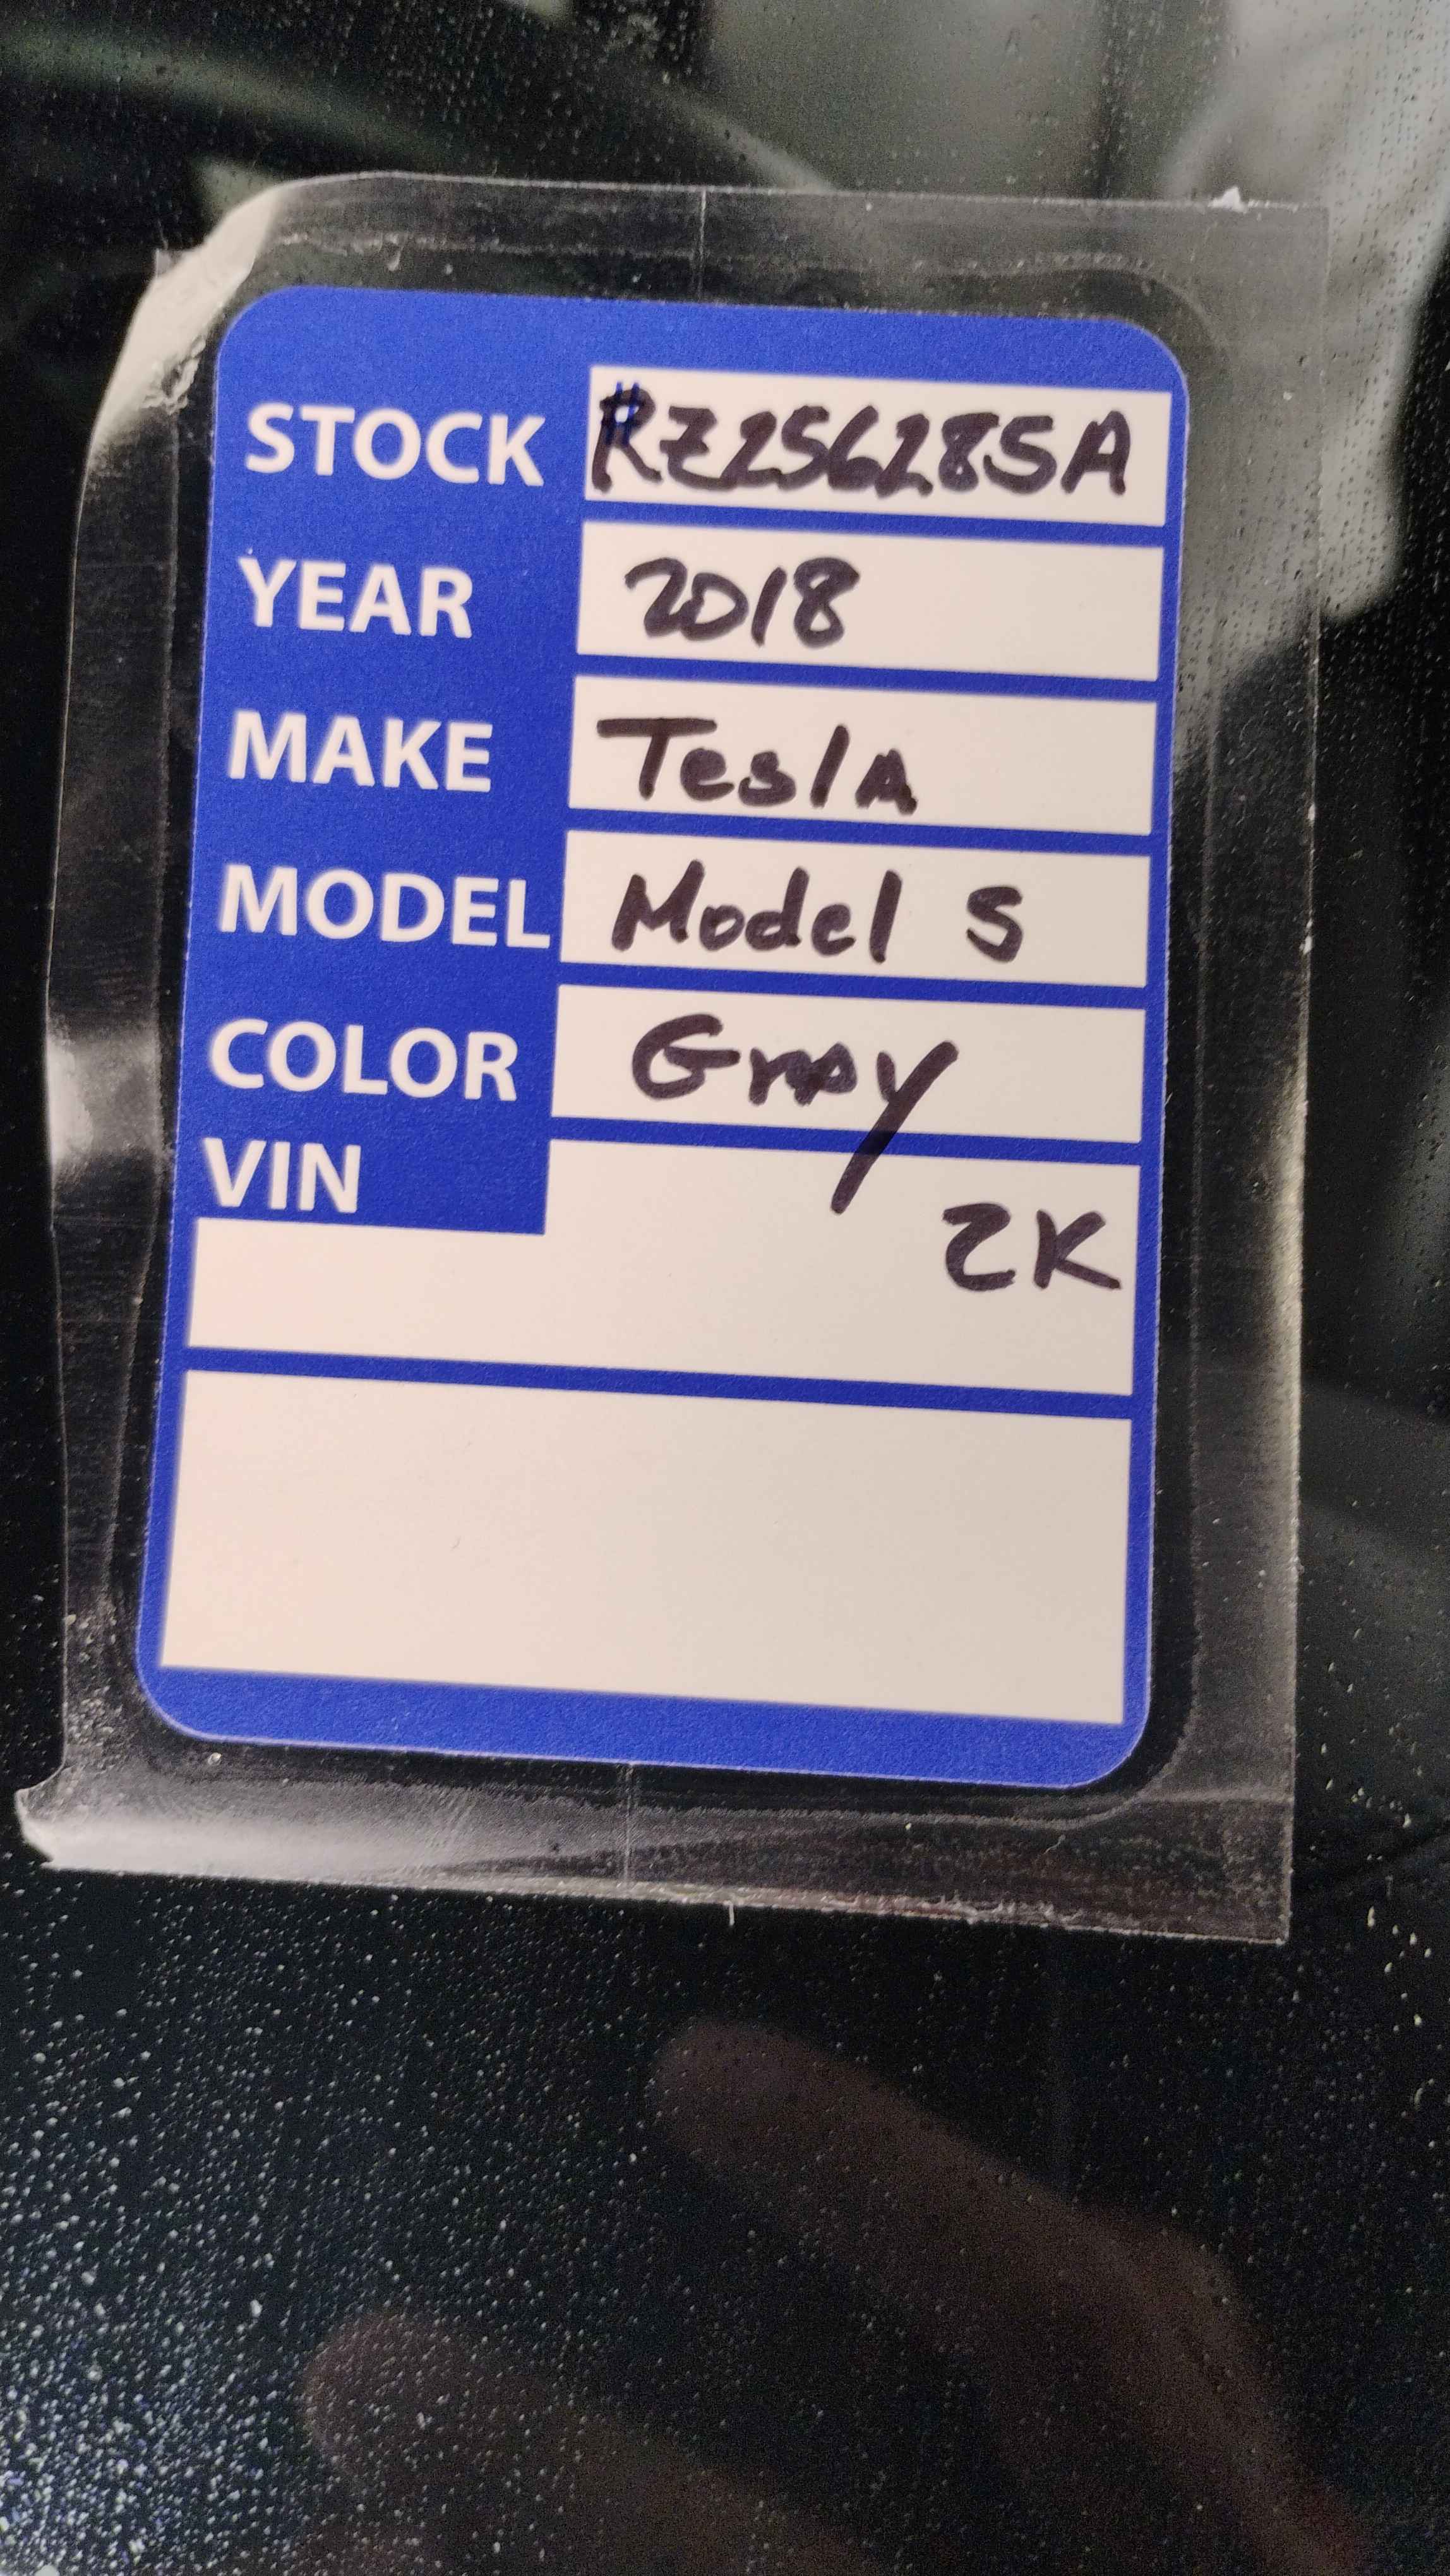 STOCK #RZ256285A
YEAR 2018
MAKE TeslA
MODEL Model S
COLOR Gray
VIN
2K